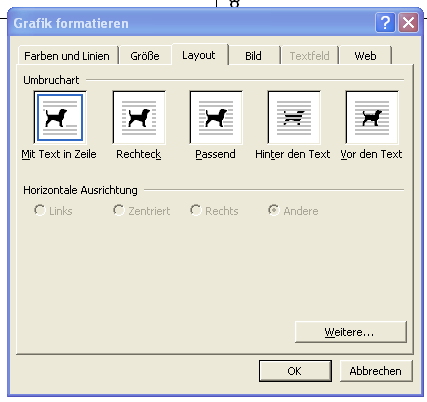 8
Grafik formatieren
Farben und Linien Größe Layout Bild Textfeld Web
Umbruchart
Mit Text in Zeile Rechteck Passend Hinter den Text Vor den Text
Horizontale Ausrichtung
Links Zentriert Rechts Andere
Weitere...
OK Abbrechen